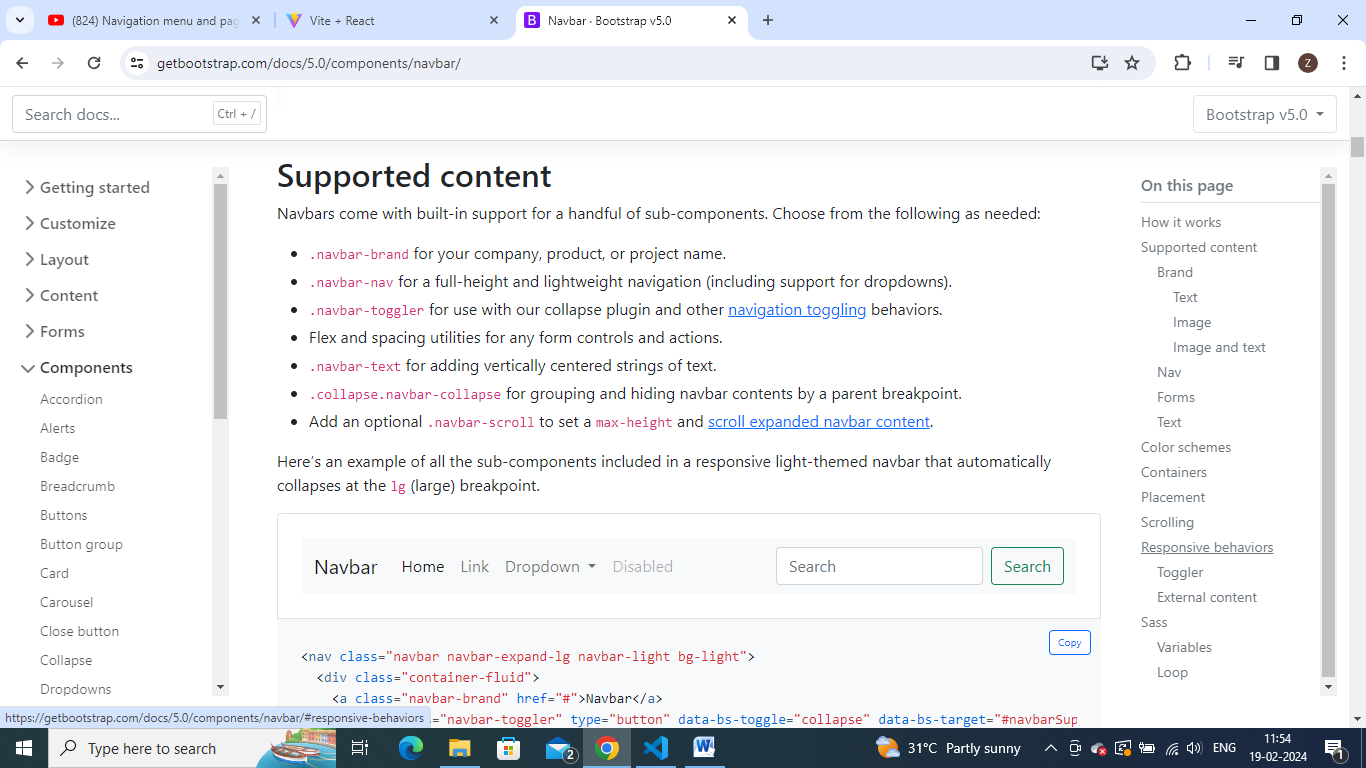 (824) Navigation menu and pag
Vite + React
Navbar · Bootstrap v5.0
getbootstrap.com/docs/5.0/components/navbar/
Z
Search docs...
Ctrl + /
Bootstrap v5.0
Getting started
Customize
Layout
Content
Forms
Components
Accordion
Alerts
Badge
Breadcrumb
Buttons
Button group
Card
Carousel
Close button
Collapse
Dropdowns
Supported content
Navbars come with built-in support for a handful of sub-components. Choose from the following as needed:
.navbar-brand for your company, product, or project name.
.navbar-nav for a full-height and lightweight navigation (including support for dropdowns).
.navbar-toggler for use with our collapse plugin and other navigation toggling behaviors.
Flex and spacing utilities for any form controls and actions.
.navbar-text for adding vertically centered strings of text.
.collapse.navbar-collapse for grouping and hiding navbar contents by a parent breakpoint.
Add an optional .navbar-scroll to set a max-height and scroll expanded navbar content.
Here's an example of all the sub-components included in a responsive light-themed navbar that automatically
collapses at the lg (large) breakpoint.
Navbar Home Link Dropdown Disabled Search Search
Copy
<nav class="navbar navbar-expand-lg navbar-light bg-light">
<div class="container-fluid">
<a class="navbar-brand" href="#">Navbar</a>
="navbar-toggler" type="button" data-bs-toggle="collapse" data-bs-target="#navbarSup
On this page
How it works
Supported content
Brand
Text
Image
Image and text
Nav
Forms
Text
Color schemes
Containers
Placement
Scrolling
Responsive behaviors
Toggler
External content
Sass
Variables
Loop
https://getbootstrap.com/docs/5.0/components/navbar/#responsive-behaviors
Type here to search
2
31°C Partly sunny
ENG
11:54
19-02-2024
1